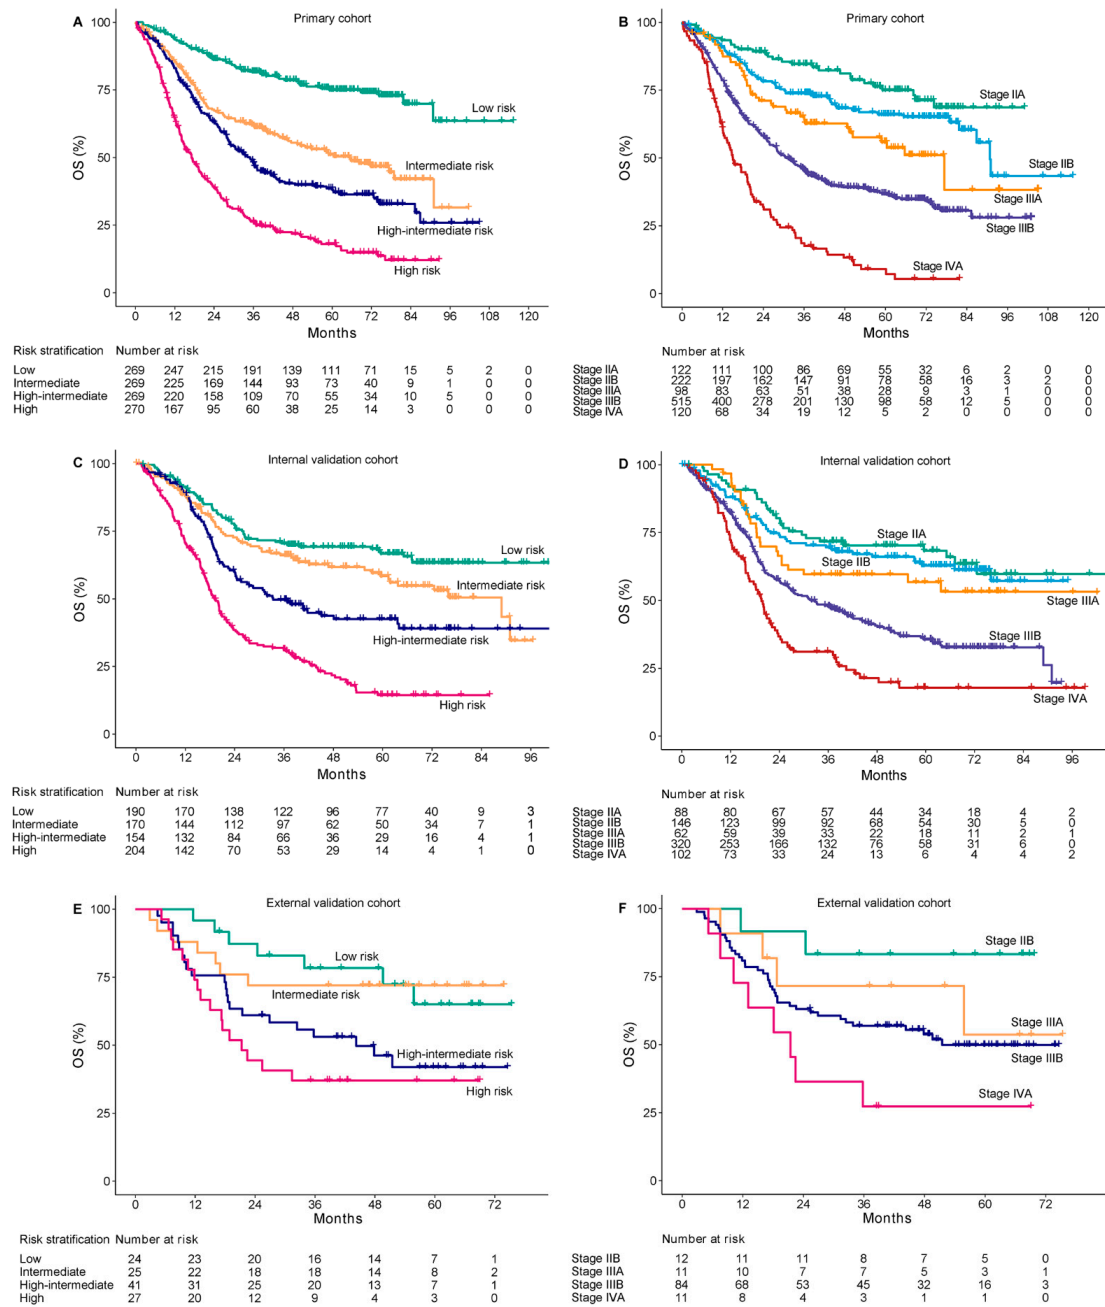 A Primary cohort
100
75
50
25
0
OS (%)
Low risk
Intermediate risk
High-intermediate risk
High risk
0 12 24 36 48 60 72 84 96 108 120
Months
Risk stratification Number at risk
Low 269 247 215 191 139 111 71 15 5 2 0
Intermediate 269 225 169 144 93 73 40 9 1 0 0
High-intermediate 269 220 158 109 70 55 34 10 5 0 0
High 270 167 95 60 38 25 14 3 0 0 0
B Primary cohort
100
75
50
25
0
OS (%)
Stage IIA
Stage IIB
Stage IIIA
Stage IIIB
Stage IVA
0 12 24 36 48 60 72 84 96 108 120
Months
Number at risk
Stage IIA 122 111 100 86 69 55 32 6 2 0 0
Stage IIB 222 197 162 147 91 78 58 16 3 2 0
Stage IIIA 98 83 63 51 38 28 9 3 1 0 0
Stage IIIB 515 400 278 201 130 98 58 12 5 0 0
Stage IVA 120 68 34 19 12 5 2 0 0 0 0
C Internal validation cohort
100
75
50
25
0
OS (%)
Low risk
Intermediate risk
High-intermediate risk
High risk
0 12 24 36 48 60 72 84 96
Months
Risk stratification Number at risk
Low 190 170 138 122 96 77 40 9 3
Intermediate 170 144 112 97 62 50 34 7 1
High-intermediate 154 132 84 66 36 29 16 4 1
High 204 142 70 53 29 14 4 1 0
D Internal validation cohort
100
75
50
25
0
OS (%)
Stage IIA
Stage IIB
Stage IIIA
Stage IIIB
Stage IVA
0 12 24 36 48 60 72 84 96
Months
Number at risk
Stage IIA 88 80 67 57 44 34 18 4 2
Stage IIB 146 123 99 92 68 54 30 5 0
Stage IIIA 62 59 39 33 22 18 11 2 1
Stage IIIB 320 253 166 132 76 58 31 6 0
Stage IVA 102 73 33 24 13 6 4 4 2
E External validation cohort
100
75
50
25
0
OS (%)
Low risk
Intermediate risk
High-intermediate risk
High risk
0 12 24 36 48 60 72
Months
Risk stratification Number at risk
Low 24 23 20 16 14 7 1
Intermediate 25 22 18 18 14 8 2
High-intermediate 41 31 25 20 13 7 1
High 27 20 12 9 4 3 0
F External validation cohort
100
75
50
25
0
OS (%)
Stage IIB
Stage IIIA
Stage IIIB
Stage IVA
0 12 24 36 48 60 72
Months
Number at risk
Stage IIB 12 11 11 8 7 5 0
Stage IIIA 11 10 7 7 5 3 1
Stage IIIB 84 68 53 45 32 16 3
Stage IVA 11 8 4 3 1 1 0